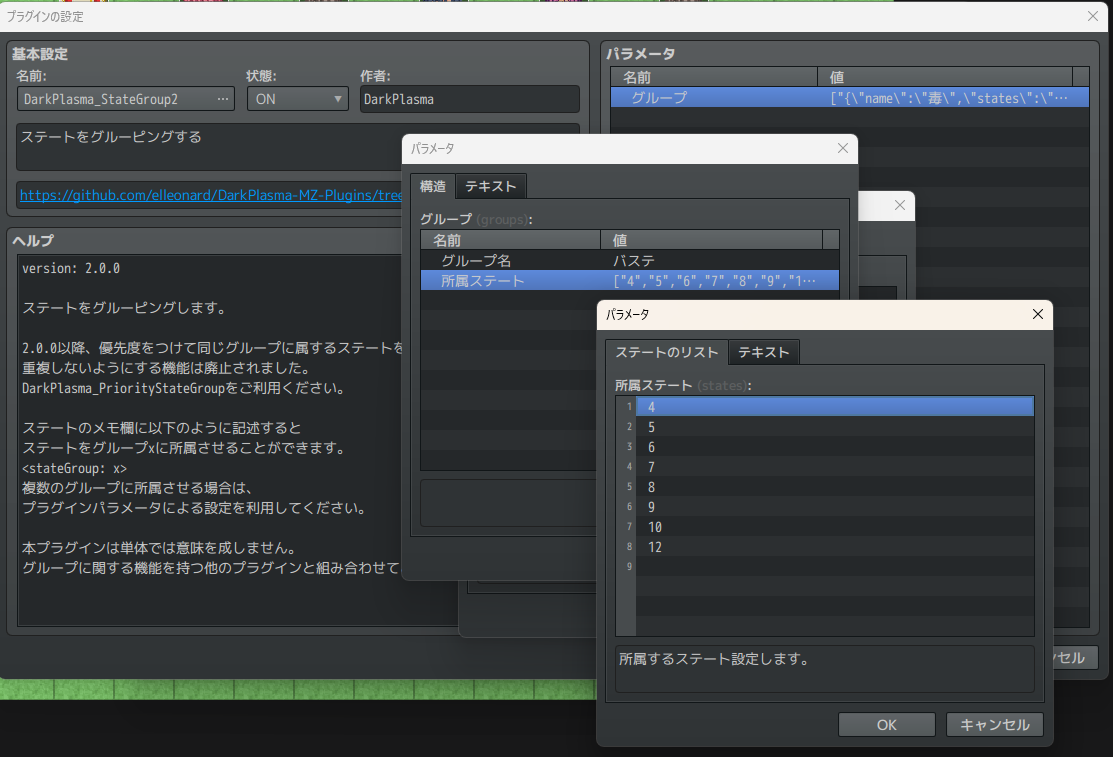 プラグインの設定
基本設定
名前:
状態:
作者:
DarkPlasma_StateGroup2 ...
ON
DarkPlasma
ステートをグルーピングする
https://github.com/elleonard/DarkPlasma-MZ-Plugins/tree
ヘルプ
version: 2.0.0
ステートをグルーピングします。
2.0.0以降、優先度をつけて同じグループに属するステートを
重複しないようにする機能は廃止されました。
DarkPlasma_PriorityStateGroupをご利用ください。
ステートのメモ欄に以下のように記述すると
ステートをグループxに所属させることができます。
<stateGroup: x>
複数のグループに所属させる場合は、
プラグインパラメータによる設定を利用してください。
本プラグインは単体では意味を成しません。
グループに関する機能を持つ他のプラグインと組み合わせて
パラメータ
名前 値
グループ ["{\"name\":\"毒\",\"states\":\"...
パラメータ
構造 テキスト
グループ (groups):
名前 値
グループ名 バステ
所属ステート ["4","5","6","7","8","9","1...
パラメータ
ステートのリスト テキスト
所属ステート (states):
1 4
2 5
3 6
4 7
5 8
6 9
7 10
8 12
9
所属するステート設定します。
OK キャンセル
セル